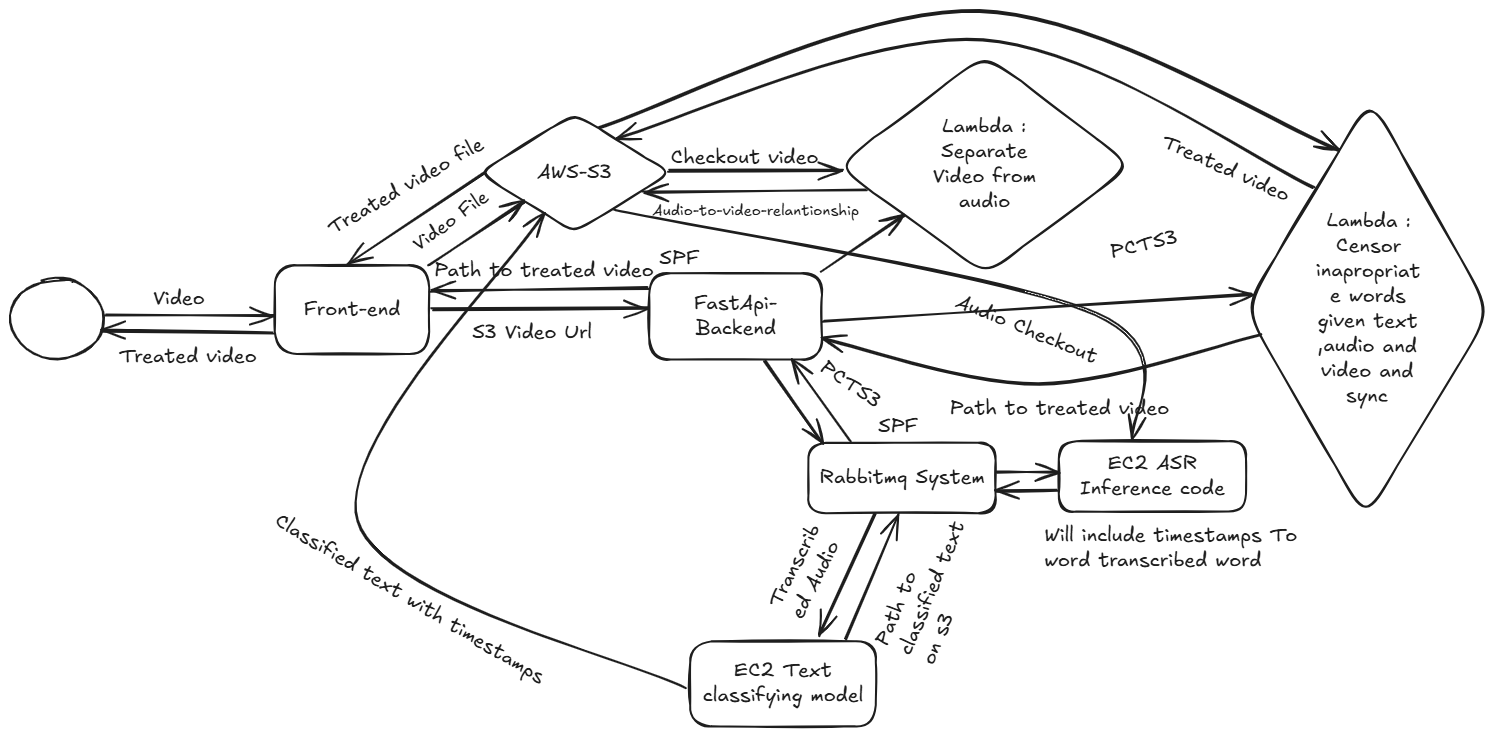 Treated video file
Video File
AWS-S3
Checkout video
Audio-to-video-relantionship
Lambda :
Separate
Video from
audio
Treated video
PCTS3
Lambda :
Censor
inapropriat
e words
given text
,audio and
video and
sync
Video
Treated video
Front-end
Path to treated video
SPF
S3 Video Url
FastApi-
Backend
Audio Checkout
PCTS3
Path to treated video
SPF
Rabbitmq System
EC2 ASR
Inference code
Will include timestamps To
word transcribed word
Transcrib
ed Audio
Path to
classified text
on s3
Classified text with timestamps
EC2 Text
classifying model